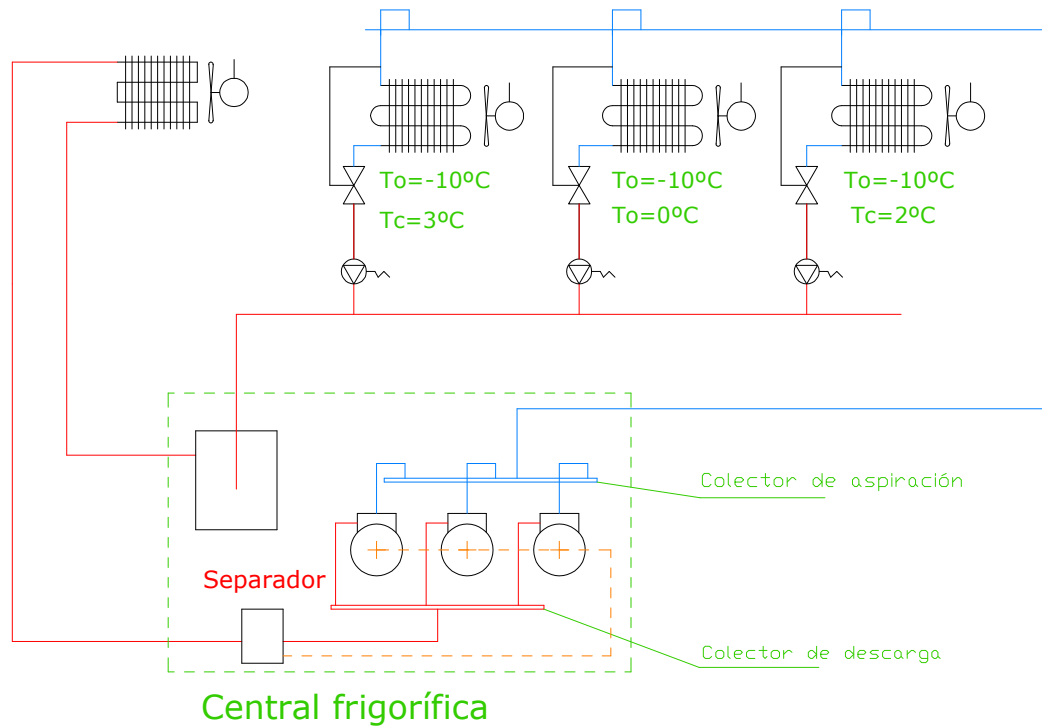 To=-10ºC
Tc=3ºC
To=-10ºC
To=0ºC
To=-10ºC
Tc=2ºC
Colector de aspiración
Separador
Colector de descarga
Central frigorífica